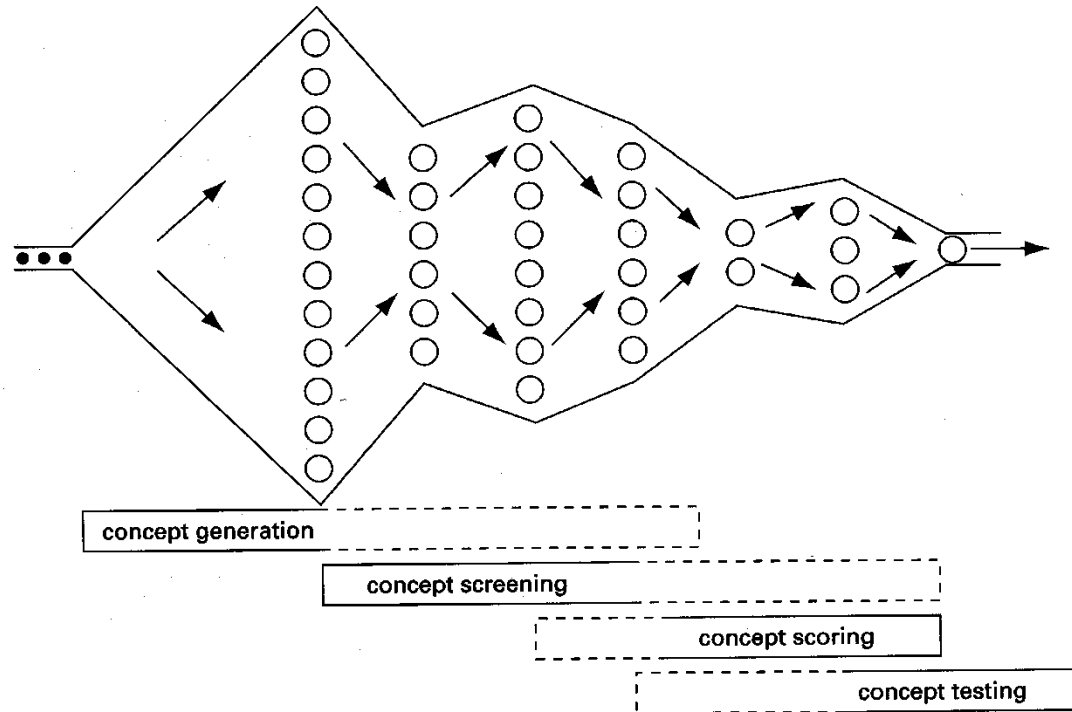 concept generation
concept screening
concept scoring
concept testing